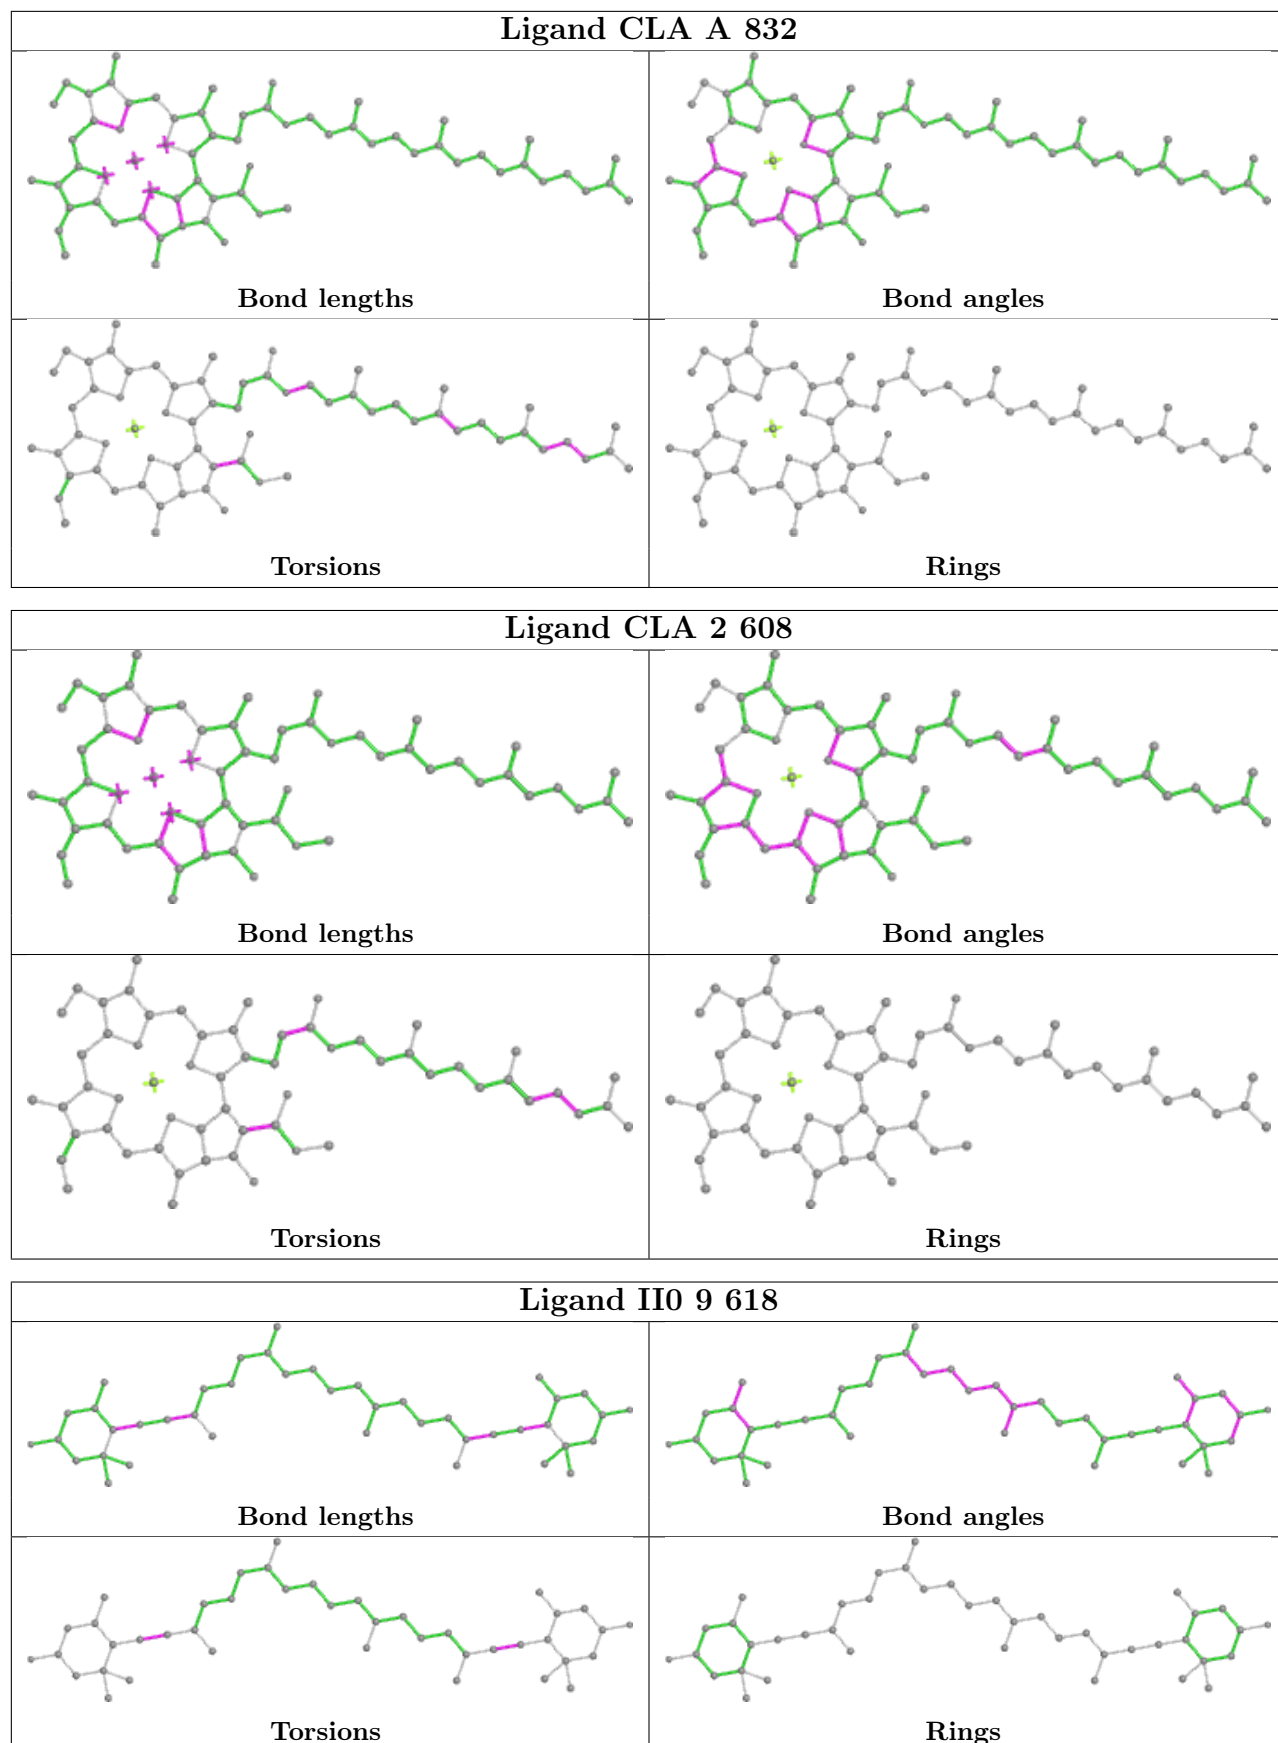 Ligand CLA A 832
Bond lengths
Bond angles
Torsions
Rings
Ligand CLA 2 608
Bond lengths
Bond angles
Torsions
Rings
Ligand II0 9 618
Bond lengths
Bond angles
Torsions
Rings